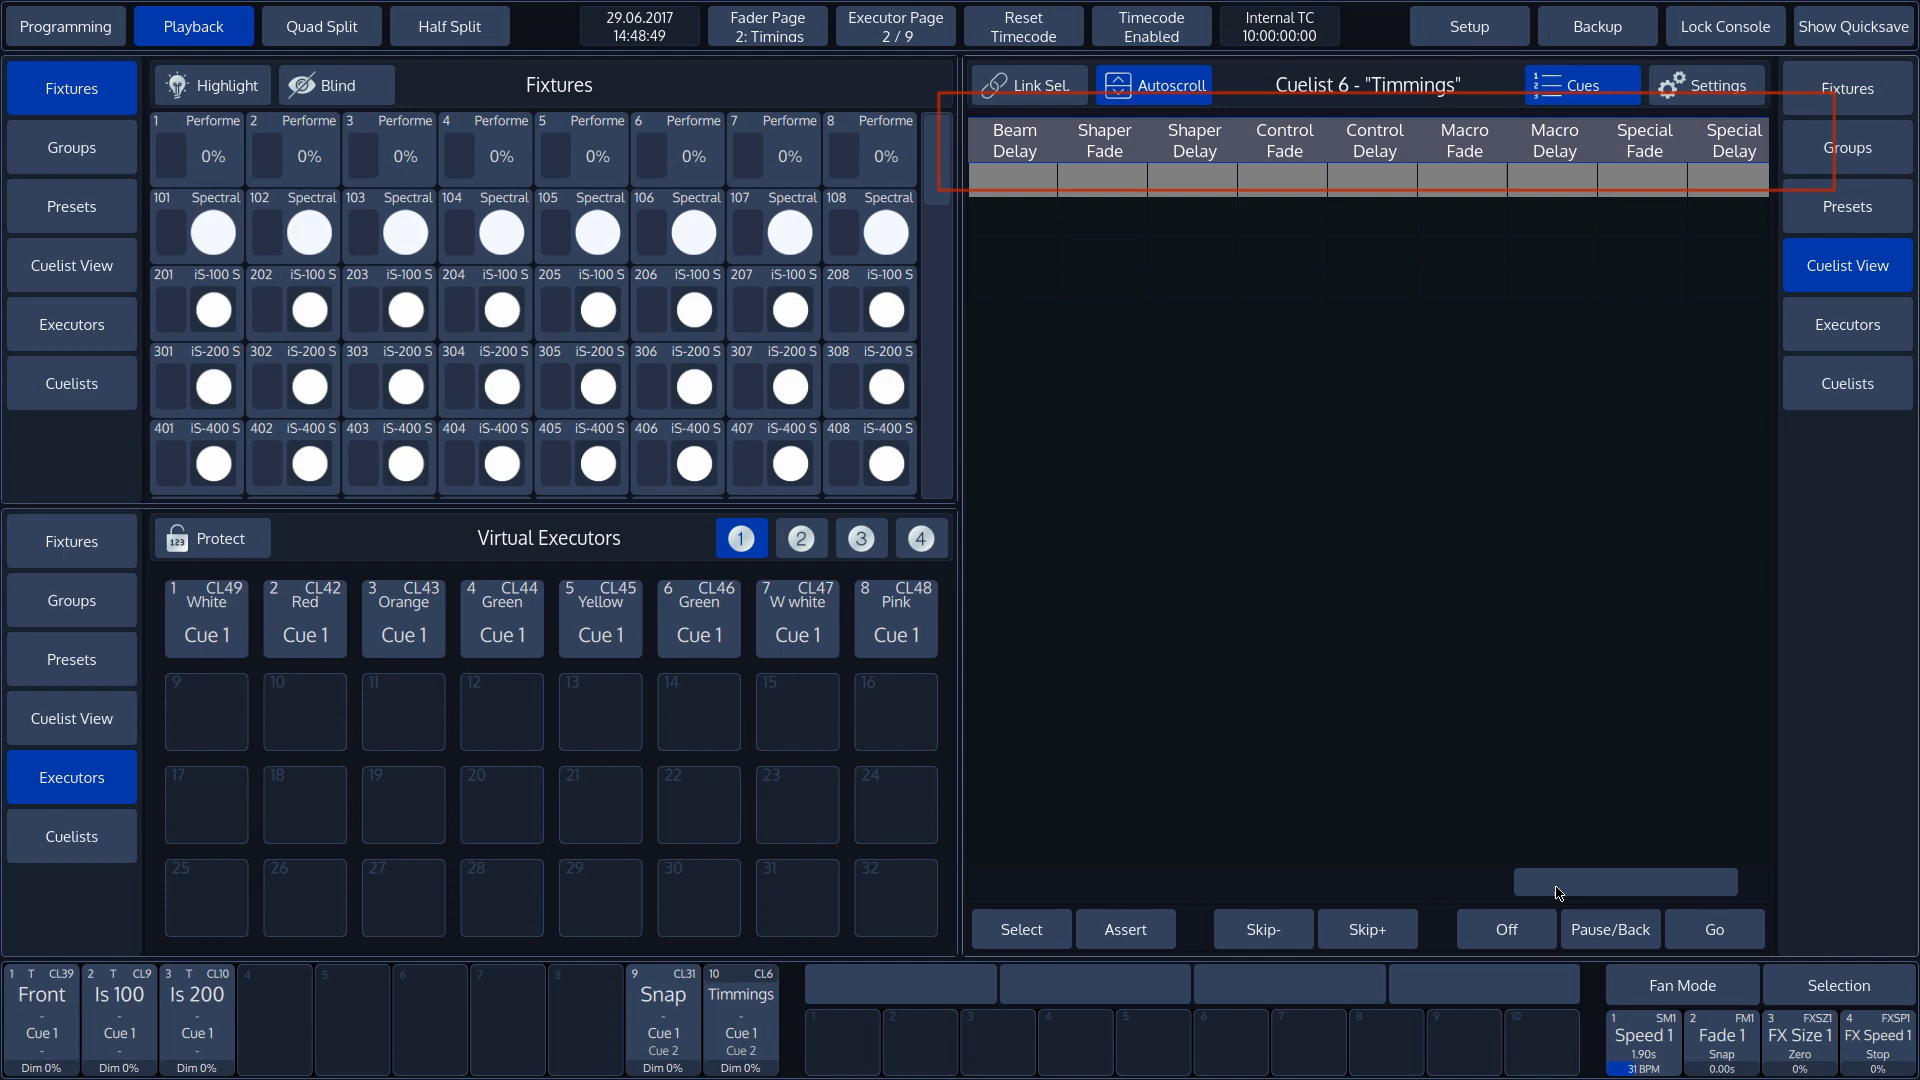 Programming
Playback
Quad Split
Half Split
29.06.2017
14:48:49
Fader Page
2: Timings
Executor Page
2 / 9
Reset
Timecode
Timecode
Enabled
Internal TC
10:00:00:00
Setup
Backup
Lock Console
Show Quicksave
Fixtures
Groups
Presets
Cuelist View
Executors
Cuelists
Highlight
Blind
Fixtures
1 Performe 2 Performe 3 Performe 4 Performe 5 Performe 6 Performe 7 Performe 8 Performe
0% 0% 0% 0% 0% 0% 0% 0%
101 Spectral 102 Spectral 103 Spectral 104 Spectral 105 Spectral 106 Spectral 107 Spectral 108 Spectral
201 iS-100 S 202 iS-100 S 203 iS-100 S 204 iS-100 S 205 iS-100 S 206 iS-100 S 207 iS-100 S 208 iS-100 S
301 iS-200 S 302 iS-200 S 303 iS-200 S 304 iS-200 S 305 iS-200 S 306 iS-200 S 307 iS-200 S 308 iS-200 S
401 iS-400 S 402 iS-400 S 403 iS-400 S 404 iS-400 S 405 iS-400 S 406 iS-400 S 407 iS-400 S 408 iS-400 S
Link Sel.
Autoscroll
Cuelist 6 - "Timmings"
Cues
Settings
Beam Shaper Shaper Control Control Macro Macro Special Special
Delay Fade Delay Fade Delay Fade Delay Fade Delay
Fixtures
Groups
Presets
Cuelist View
Executors
Cuelists
Fixtures
Groups
Presets
Cuelist View
Executors
Cuelists
Protect
Virtual Executors
1 2 3 4
1 CL49 2 CL42 3 CL43 4 CL44 5 CL45 6 CL46 7 CL47 8 CL48
White Red Orange Green Yellow Green W white Pink
Cue 1 Cue 1 Cue 1 Cue 1 Cue 1 Cue 1 Cue 1 Cue 1
9 10 11 12 13 14 15 16
17 18 19 20 21 22 23 24
25 26 27 28 29 30 31 32
Select
Assert
Skip-
Skip+
Off
Pause/Back
Go
1 T CL39 2 T CL9 3 T CL10 4 5 6 7 8 9 CL31 10 CL6
Front Is 100 Is 200 Snap Timmings
- - - - -
Cue 1 Cue 1 Cue 1 Cue 1 Cue 1
- - - Cue 2 Cue 2
Dim 0% Dim 0% Dim 0% Dim 0% Dim 0%
1 2 3 4 5 6 7 8 9 10
Fan Mode
Selection
1 SM1 2 FM1 3 FXSZ1 4 FXSP1
Speed 1 Fade 1 FX Size 1 FX Speed 1
1.90s Snap Zero Stop
31 BPM 0.00s 0% 0%